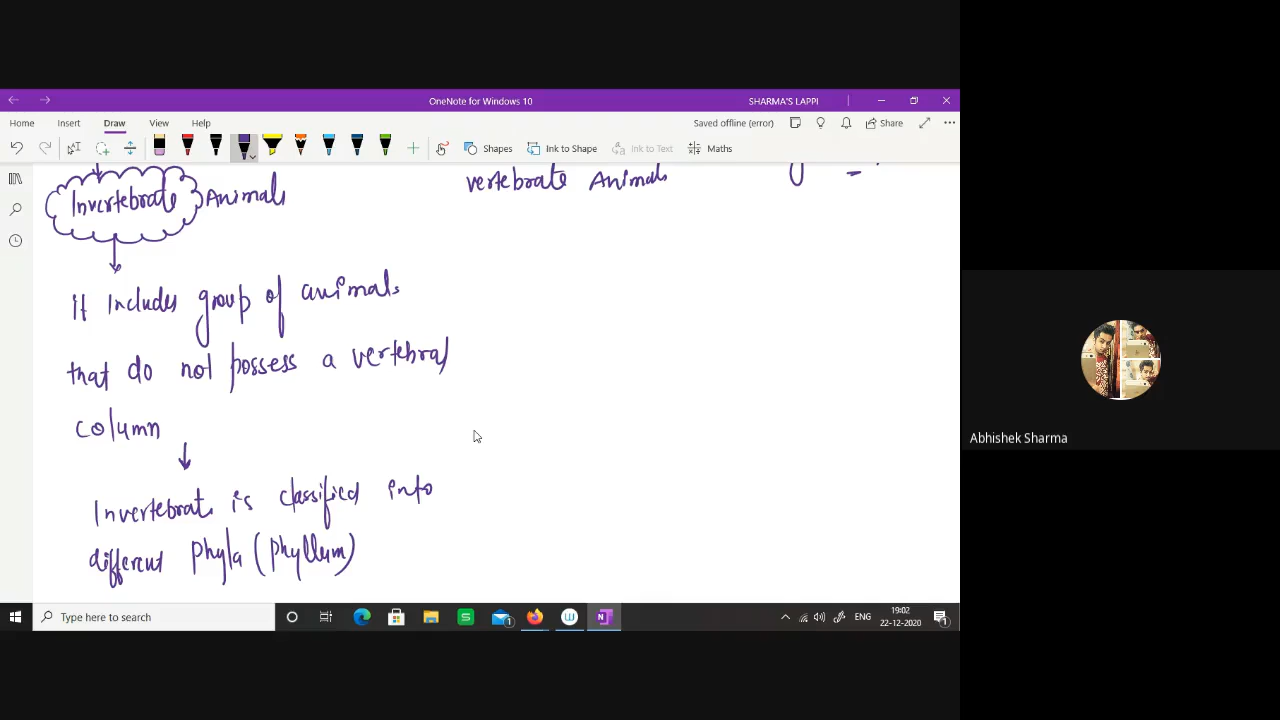 OneNote for Windows 10
SHARMA'S LAPPI
Home Insert Draw View Help
Saved offline (error)
Share
Shapes
Ink to Shape
Ink to Text
Maths
Invertebrate Animals
vertebrate Animals
It Includes group of animals
that do not possess a vertebral
column
Invertebrate is classified into
different Phyla (Phyllum)
Abhishek Sharma
Type here to search
ENG
19:02
22-12-2020